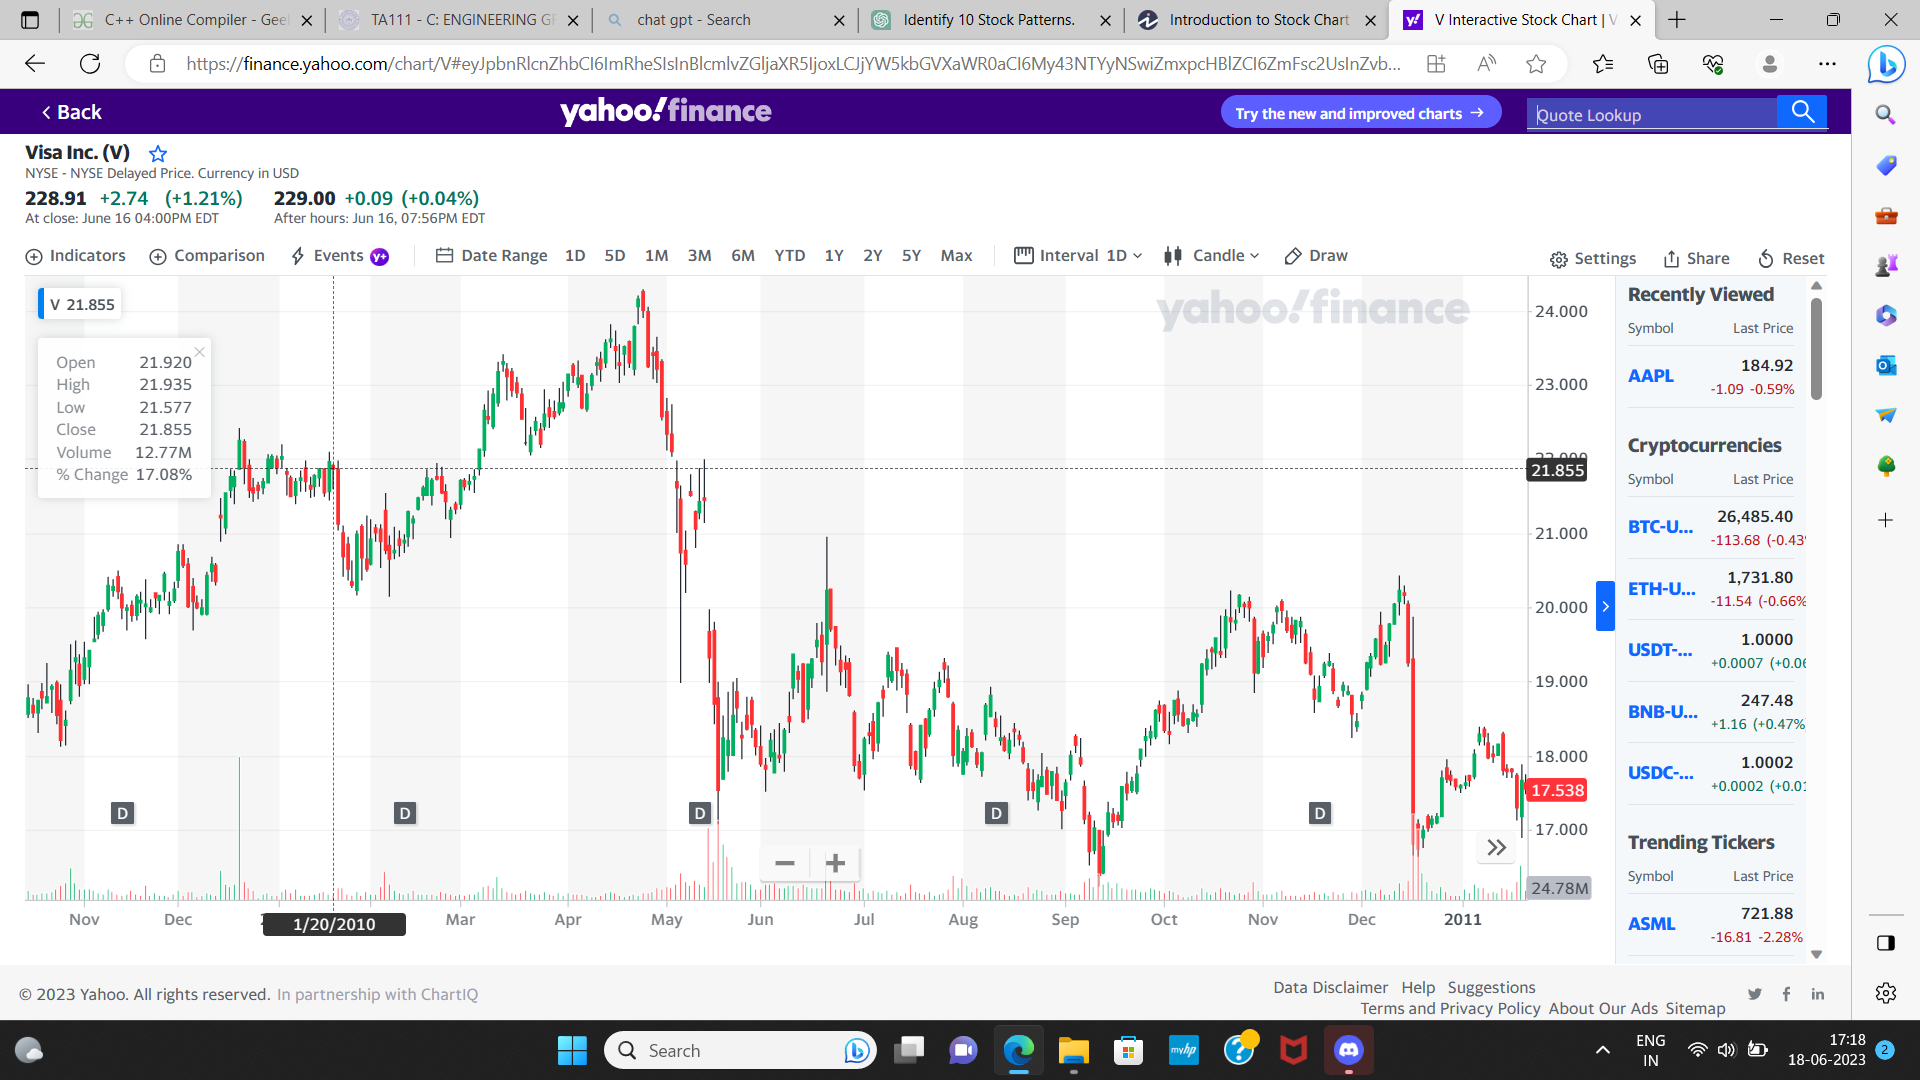 C++ Online Compiler - Gee
TA111 - C: ENGINEERING GF
chat gpt - Search
Identify 10 Stock Patterns.
Introduction to Stock Chart
V Interactive Stock Chart | V
https://finance.yahoo.com/chart/V#eyJpbnRlcnZhbCI6ImRheSIsInBlcmlvZGljaXR5IjoxLCJjYW5kbGVXaWR0aCI6My43NTYyNSwiZmxpcHBlZCI6ZmFsc2UsInZvb...
Back
yahoo!finance
Try the new and improved charts
Quote Lookup
Visa Inc. (V)
NYSE - NYSE Delayed Price. Currency in USD
228.91 +2.74 (+1.21%) 229.00 +0.09 (+0.04%)
At close: June 16 04:00PM EDT After hours: Jun 16, 07:56PM EDT
Indicators Comparison Events y+ Date Range 1D 5D 1M 3M 6M YTD 1Y 2Y 5Y Max Interval 1D Candle Draw Settings Share Reset
V 21.855
Open 21.920
High 21.935
Low 21.577
Close 21.855
Volume 12.77M
% Change 17.08%
yahoo!finance
24.000
23.000
21.855
21.000
20.000
19.000
18.000
17.538
17.000
24.78M
D D D D D
Nov Dec 1/20/2010 Mar Apr May Jun Jul Aug Sep Oct Nov Dec 2011
Recently Viewed
Symbol Last Price
AAPL 184.92
-1.09 -0.59%
Cryptocurrencies
Symbol Last Price
BTC-U... 26,485.40
-113.68 (-0.43
ETH-U... 1,731.80
-11.54 (-0.66%
USDT-... 1.0000
+0.0007 (+0.06
BNB-U... 247.48
+1.16 (+0.47%
USDC-... 1.0002
+0.0002 (+0.01
Trending Tickers
Symbol Last Price
ASML 721.88
-16.81 -2.28%
© 2023 Yahoo. All rights reserved. In partnership with ChartIQ
Data Disclaimer Help Suggestions
Terms and Privacy Policy About Our Ads Sitemap
Search
myhp
ENG
IN
17:18
18-06-2023
2